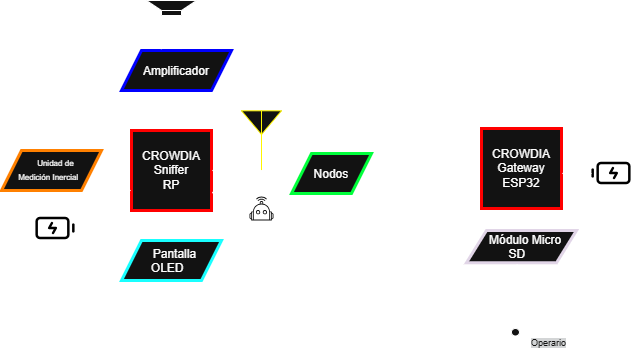 Amplificador
CROWDIA
Sniffer
RP
Unidad de
Medición Inercial
Nodos
CROWDIA
Gateway
ESP32
Pantalla
OLED
Módulo Micro
SD
Operario